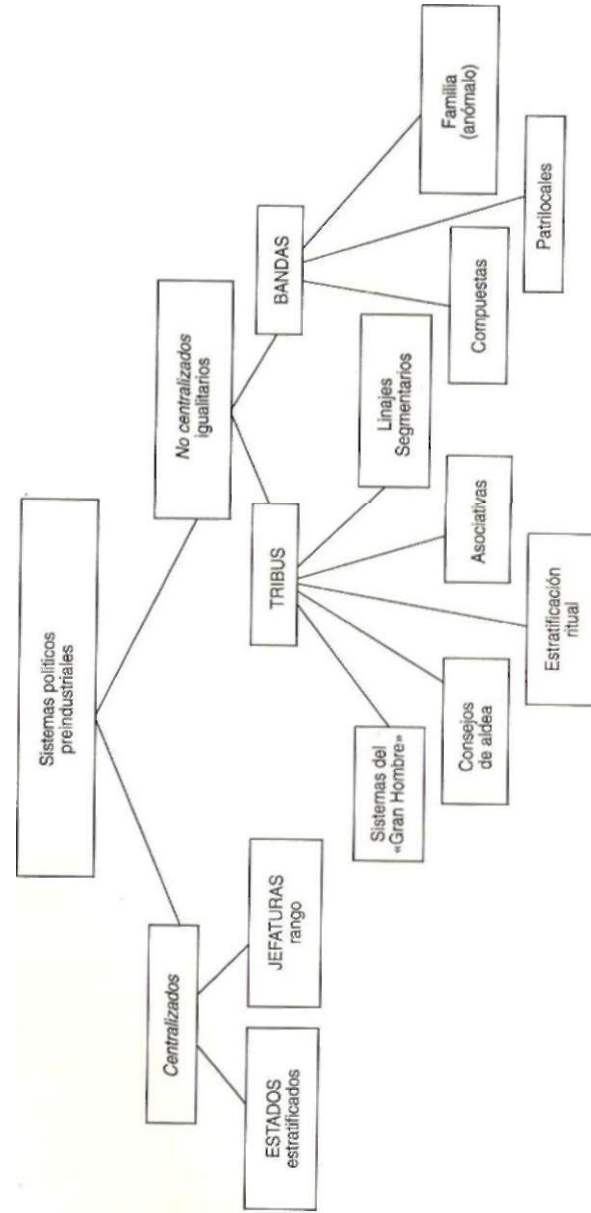 Sistemas políticos
preindustriales
Centralizados
No centralizados
igualitarios
ESTADOS
estratificados
JEFATURAS
rango
TRIBUS
BANDAS
Sistemas del
«Gran Hombre»
Consejos
de aldea
Estratificación
ritual
Asociativas
Linajes
Segmentarios
Compuestas
Patrilocales
Familia
(anómalo)